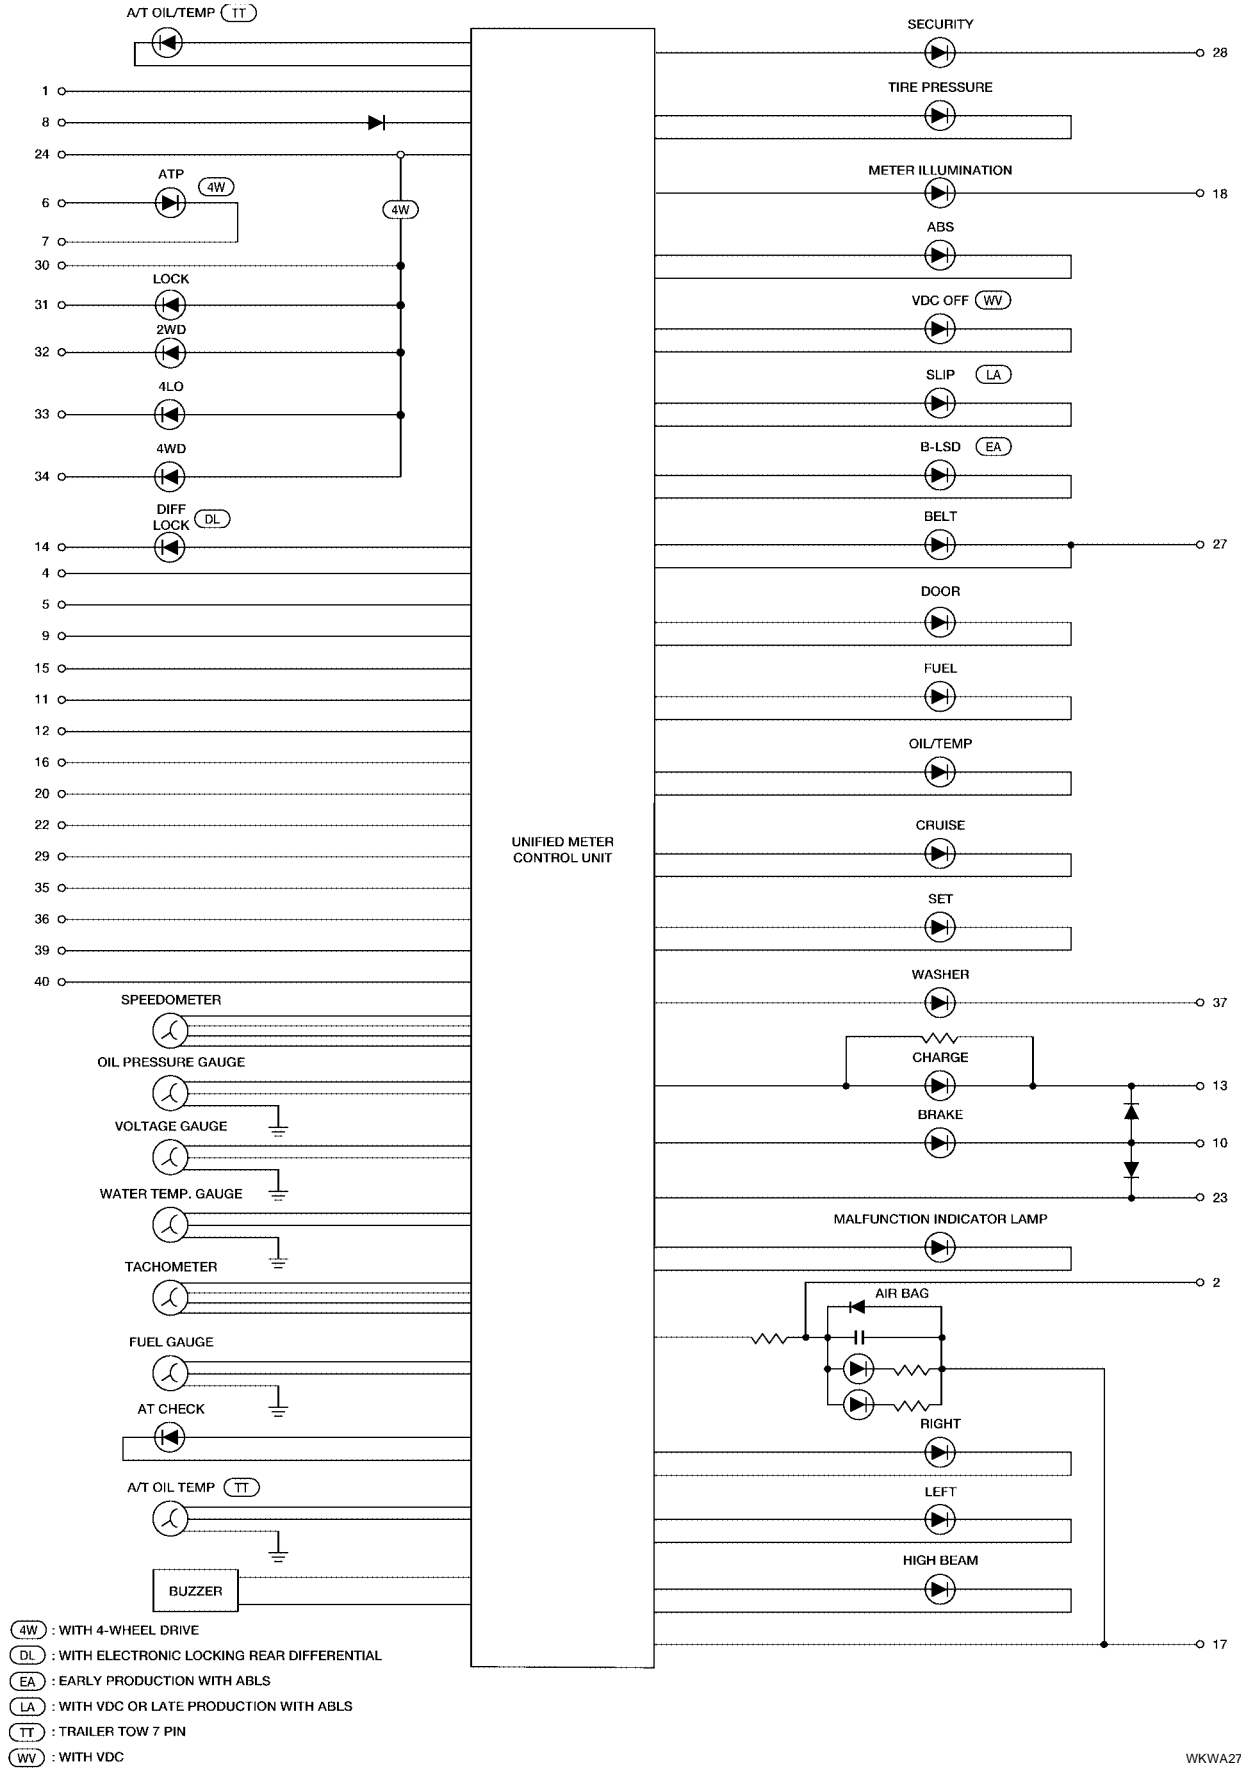 A/T OIL/TEMP TT
1
8
24
ATP 4W
6
4W
7
30
LOCK
31
2WD
32
4LO
33
4WD
34
DIFF
LOCK DL
14
4
5
9
15
11
12
16
20
22
29
35
36
39
40
SPEEDOMETER
OIL PRESSURE GAUGE
VOLTAGE GAUGE
WATER TEMP. GAUGE
TACHOMETER
FUEL GAUGE
AT CHECK
A/T OIL TEMP TT
BUZZER
UNIFIED METER
CONTROL UNIT
SECURITY
28
TIRE PRESSURE
METER ILLUMINATION
18
ABS
VDC OFF WV
SLIP LA
B-LSD EA
BELT
27
DOOR
FUEL
OIL/TEMP
CRUISE
SET
WASHER
37
CHARGE
13
BRAKE
10
23
MALFUNCTION INDICATOR LAMP
2
AIR BAG
RIGHT
LEFT
HIGH BEAM
17
4W : WITH 4-WHEEL DRIVE
DL : WITH ELECTRONIC LOCKING REAR DIFFERENTIAL
EA : EARLY PRODUCTION WITH ABLS
LA : WITH VDC OR LATE PRODUCTION WITH ABLS
TT : TRAILER TOW 7 PIN
WV : WITH VDC
WKWA27